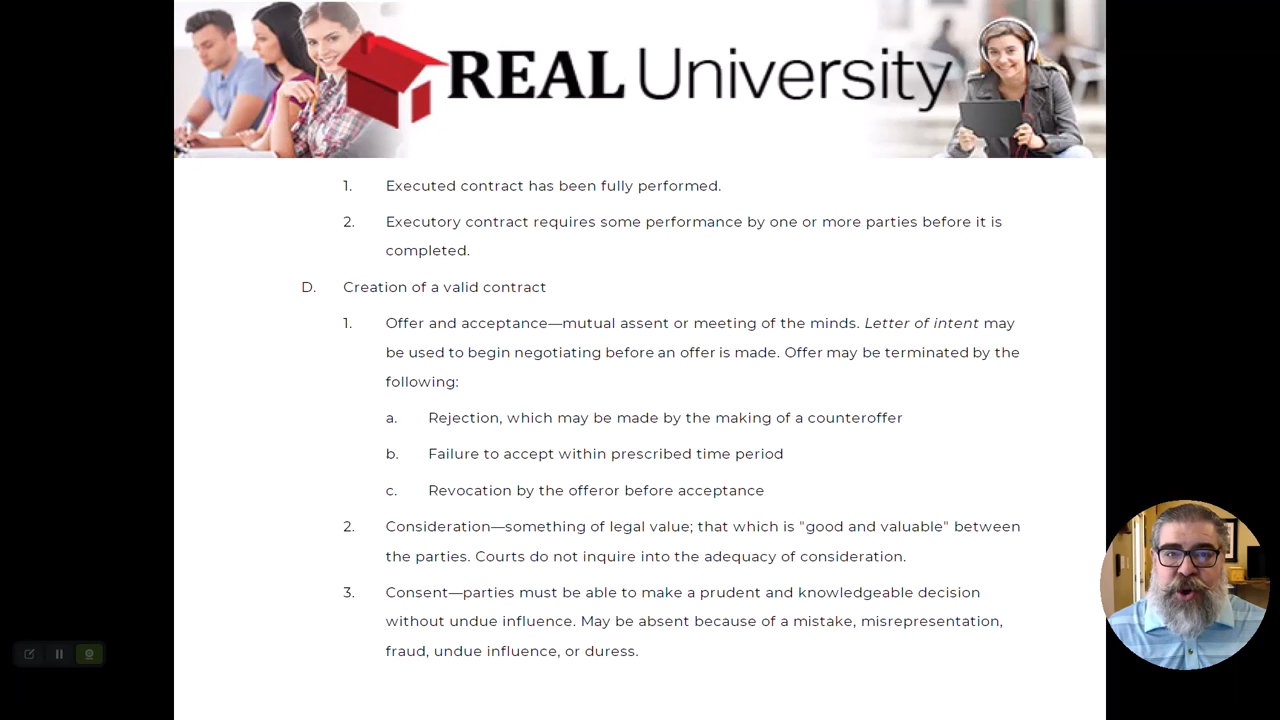 REAL University
1. Executed contract has been fully performed.
2. Executory contract requires some performance by one or more parties before it is
completed.
D. Creation of a valid contract
1. Offer and acceptance—mutual assent or meeting of the minds. Letter of intent may
be used to begin negotiating before an offer is made. Offer may be terminated by the
following:
a. Rejection, which may be made by the making of a counteroffer
b. Failure to accept within prescribed time period
c. Revocation by the offeror before acceptance
2. Consideration—something of legal value; that which is "good and valuable" between
the parties. Courts do not inquire into the adequacy of consideration.
3. Consent—parties must be able to make a prudent and knowledgeable decision
without undue influence. May be absent because of a mistake, misrepresentation,
fraud, undue influence, or duress.